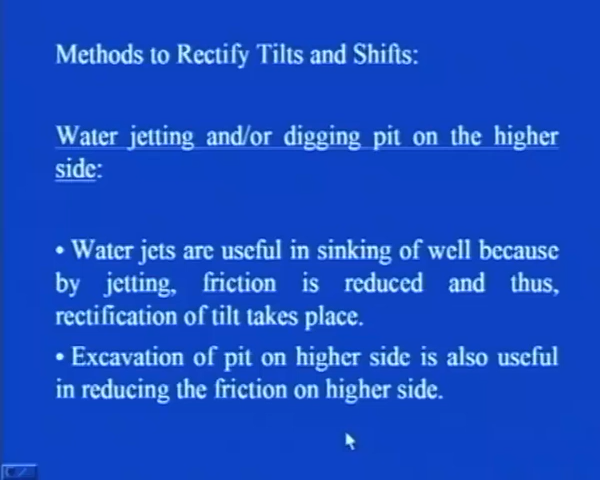 Methods to Rectify Tilts and Shifts:
Water jetting and/or digging pit on the higher
side:
• Water jets are useful in sinking of well because
by jetting, friction is reduced and thus,
rectification of tilt takes place.
• Excavation of pit on higher side is also useful
in reducing the friction on higher side.